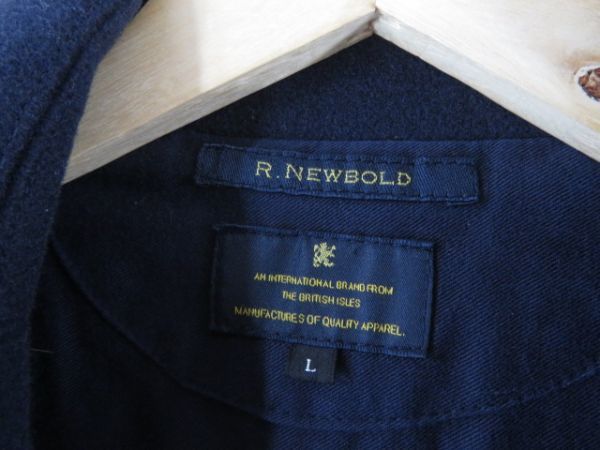 R. NEWBOLD
AN INTERNATIONAL BRAND FROM
THE BRITISH ISLES
MANUFACTURES OF QUALITY APPAREL.
L